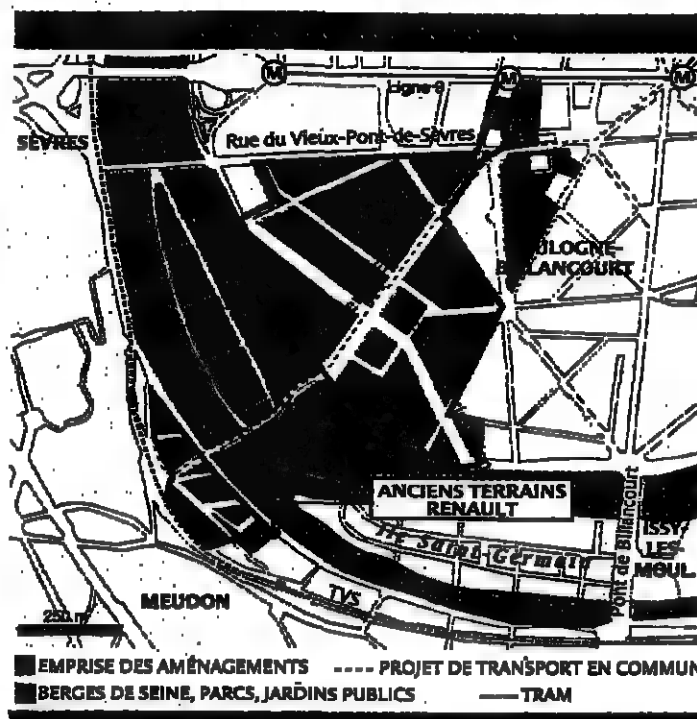 M
M
M
Ligne 9
SÈVRES
Rue du Vieux-Pont-de-Sèvres
BOULOGNE-
BILLANCOURT
ANCIENS TERRAINS
RENAULT
Île Saint-Germain
Pont de Billancourt
ISSY-
LES-
MOUL
MEUDON
TVS
250 m
EMPRISE DES AMÉNAGEMENTS
PROJET DE TRANSPORT EN COMMUN
BERGES DE SEINE, PARCS, JARDINS PUBLICS
TRAM